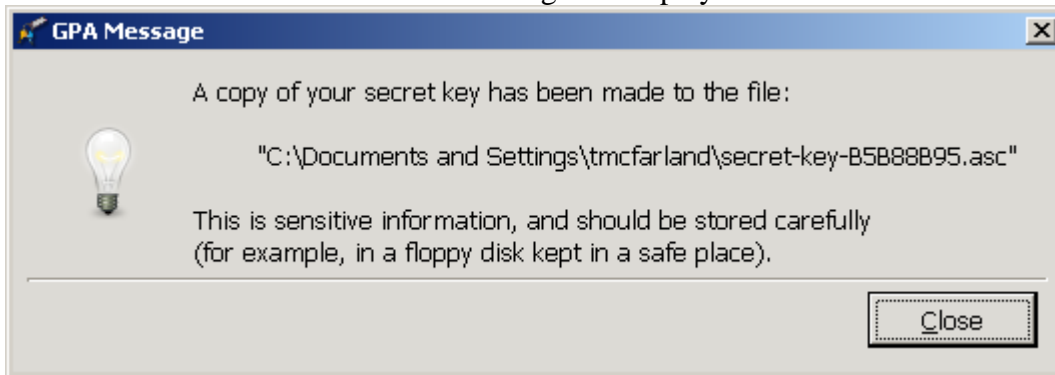 GPA Message
A copy of your secret key has been made to the file:
"C:\Documents and Settings\tmcfarland\secret-key-B5B88B95.asc"
This is sensitive information, and should be stored carefully
(for example, in a floppy disk kept in a safe place).
Close